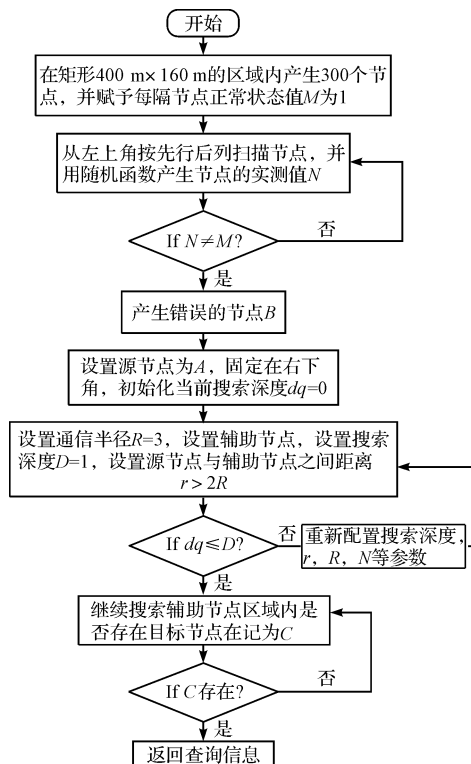 开始
在矩形400 m×160 m的区域内产生300个节
点，并赋予每隔节点正常状态值M为1
从左上角按先行后列扫描节点，并
用随机函数产生节点的实测值N
If N≠M?
否
是
产生错误的节点B
设置源节点为A，固定在右下
角，初始化当前搜索深度dq=0
设置通信半径R=3，设置辅助节点，设置搜索
深度D=1，设置源节点与辅助节点之间距离
r＞2R
If dq≤D?
否
重新配置搜索深度，
r，R，N等参数
是
继续搜索辅助节点区域内是
否存在目标节点在记为C
If C存在?
否
是
返回查询信息